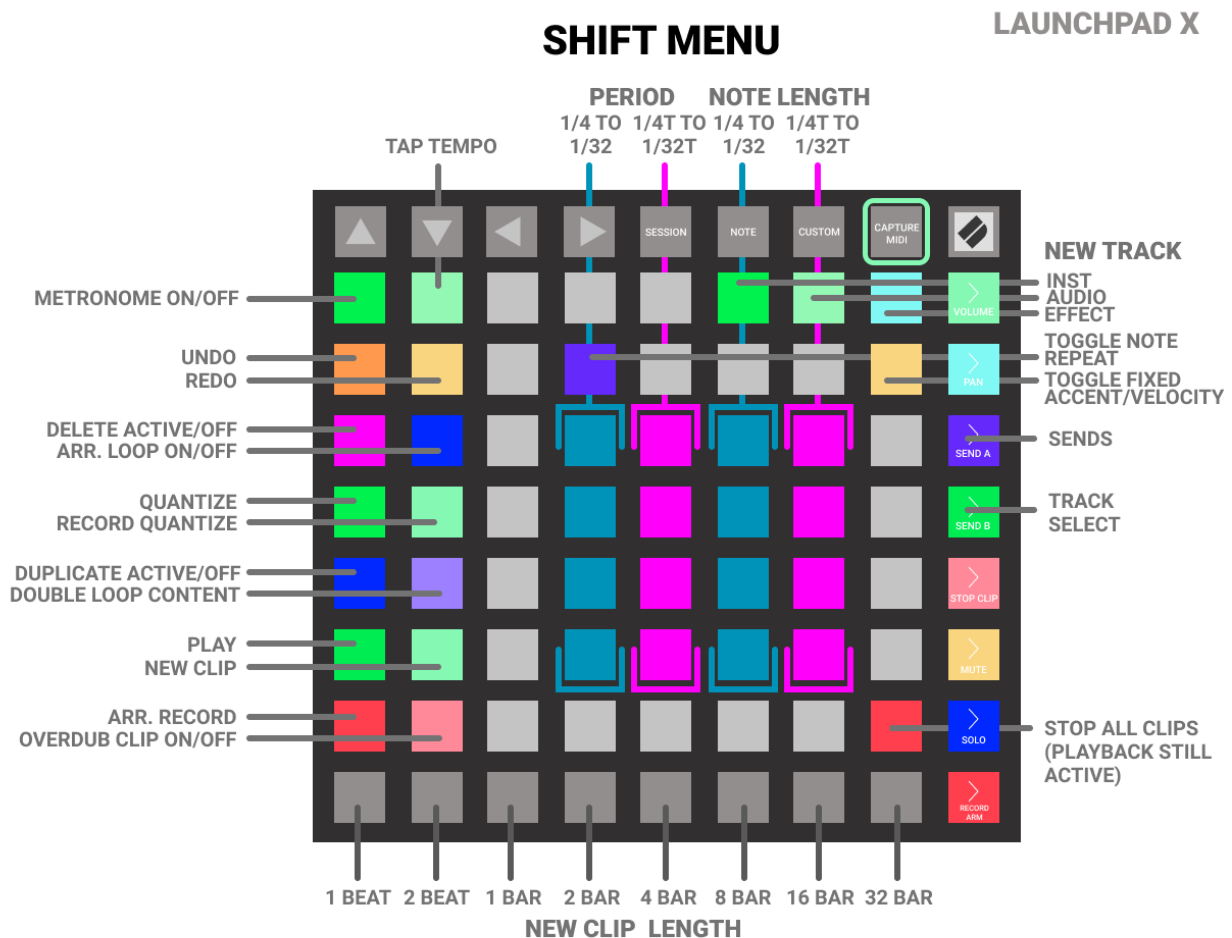 LAUNCHPAD X
SHIFT MENU
PERIOD
NOTE LENGTH
1/4 TO
1/32
1/4T TO
1/32T
1/4 TO
1/32
1/4T TO
1/32T
TAP TEMPO
SESSION
NOTE
CUSTOM
CAPTURE
MIDI
NEW TRACK
METRONOME ON/OFF
INST
AUDIO
EFFECT
VOLUME
UNDO
REDO
TOGGLE NOTE
REPEAT
TOGGLE FIXED
ACCENT/VELOCITY
PAN
DELETE ACTIVE/OFF
ARR. LOOP ON/OFF
SENDS
SEND A
QUANTIZE
RECORD QUANTIZE
TRACK
SELECT
SEND B
DUPLICATE ACTIVE/OFF
DOUBLE LOOP CONTENT
STOP CLIP
PLAY
NEW CLIP
MUTE
ARR. RECORD
OVERDUB CLIP ON/OFF
SOLO
STOP ALL CLIPS
(PLAYBACK STILL
ACTIVE)
RECORD
ARM
1 BEAT
2 BEAT
1 BAR
2 BAR
4 BAR
8 BAR
16 BAR
32 BAR
NEW CLIP LENGTH